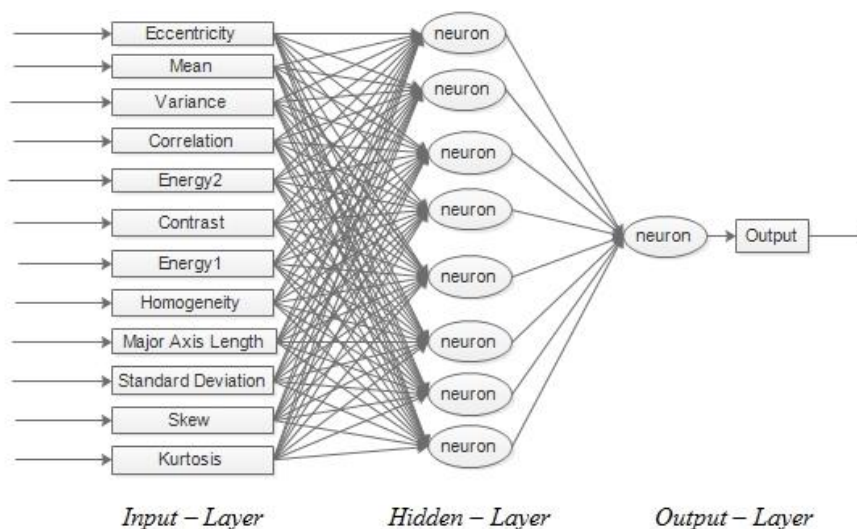 Eccentricity
Mean
Variance
Correlation
Energy2
Contrast
Energy1
Homogeneity
Major Axis Length
Standard Deviation
Skew
Kurtosis
neuron
neuron
neuron
neuron
neuron
neuron
neuron
neuron
neuron
Output
Input – Layer
Hidden – Layer
Output – Layer